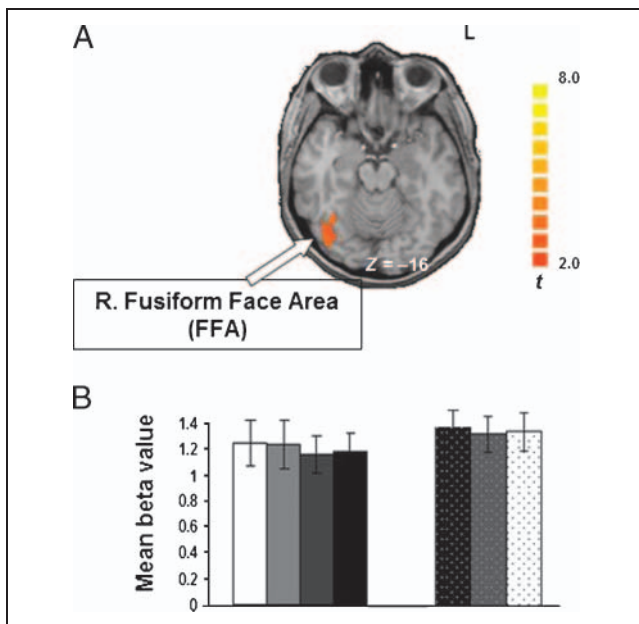 A
L
8.0
2.0
t
Z = –16
R. Fusiform Face Area
(FFA)
B
Mean beta value
1.4
1.2
1
0.8
0.6
0.4
0.2
0